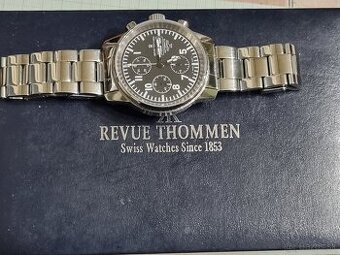 REVUE THOMMEN
Swiss Watches Since 1853